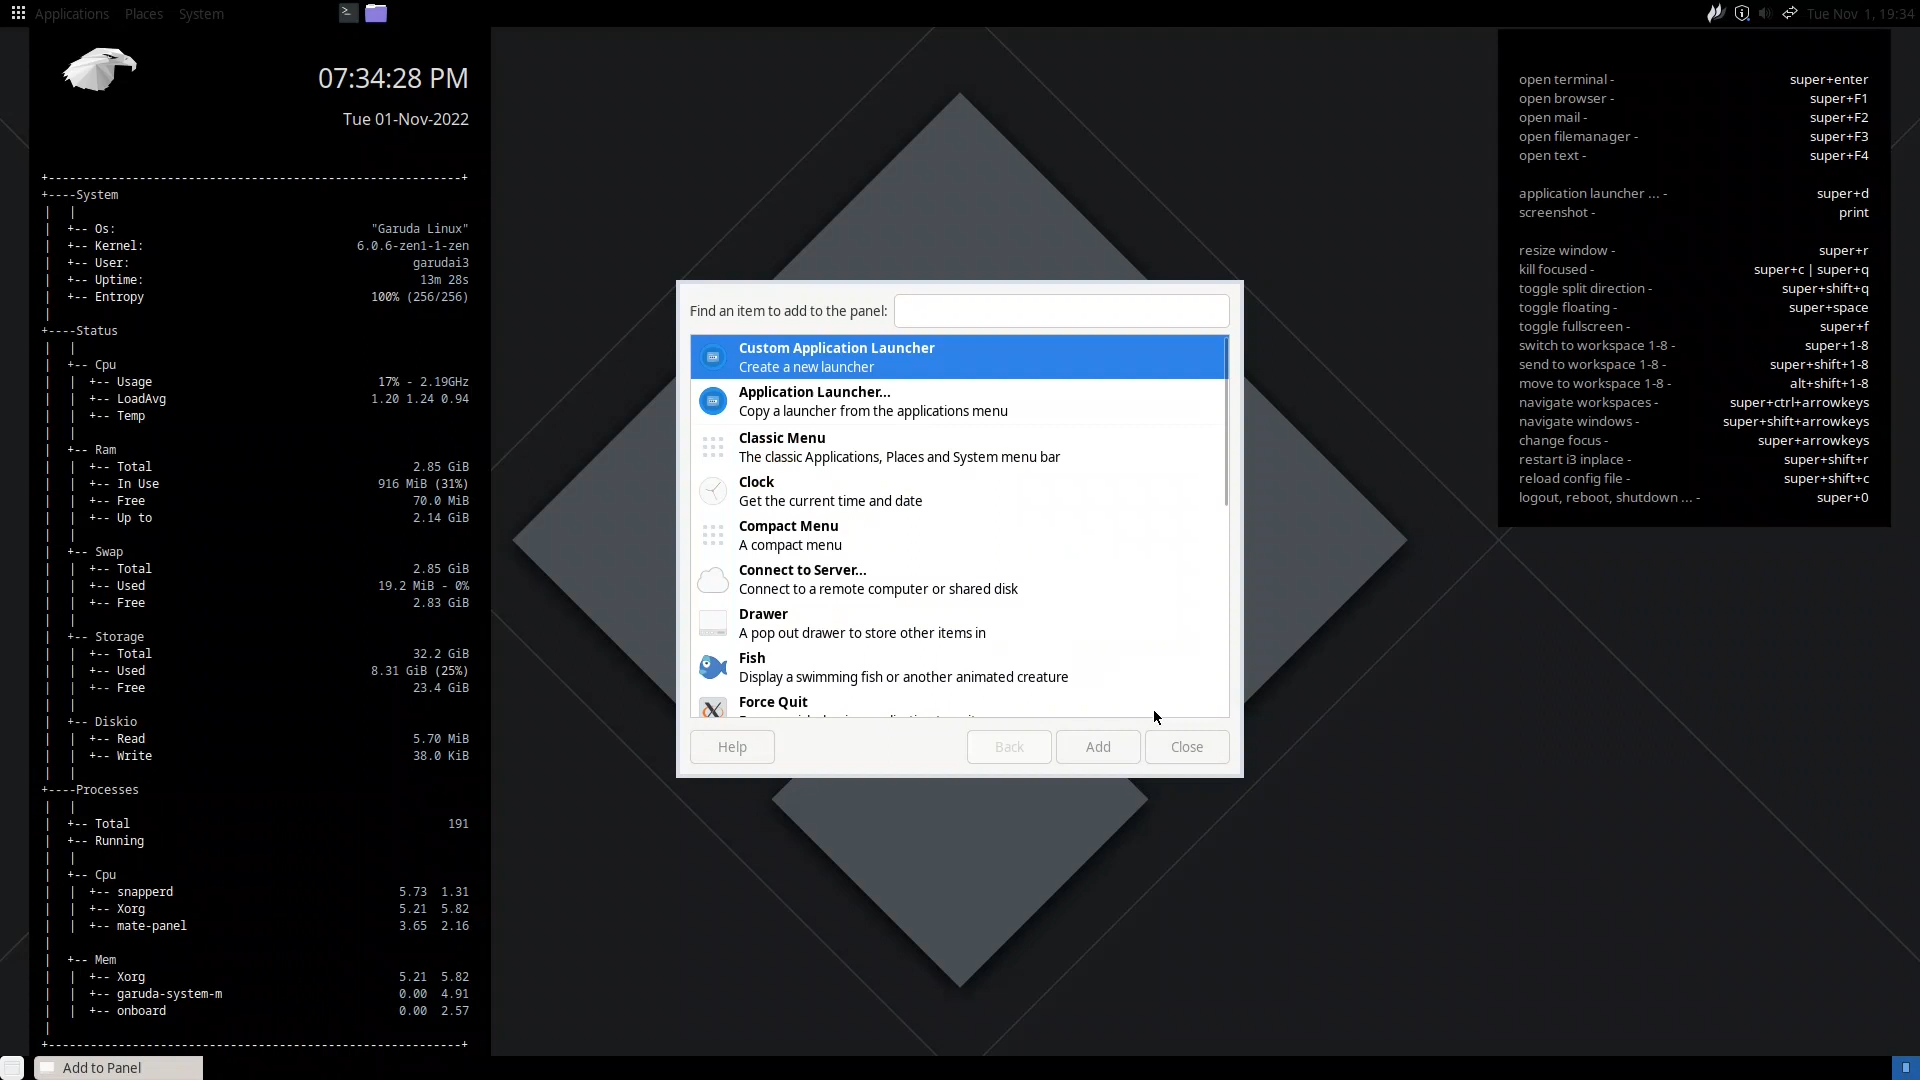 Applications Places System
Tue Nov 1, 19:34
07:34:28 PM
Tue 01-Nov-2022
+----System
+-- Os: "Garuda Linux"
+-- Kernel: 6.0.6-zen1-1-zen
+-- User: garudai3
+-- Uptime: 13m 28s
+-- Entropy 100% (256/256)
+----Status
+-- Cpu
+-- Usage 17% - 2.19GHz
+-- LoadAvg 1.20 1.24 0.94
+-- Temp
+-- Ram
+-- Total 2.85 GiB
+-- In Use 916 MiB (31%)
+-- Free 70.0 MiB
+-- Up to 2.14 GiB
+-- Swap
+-- Total 2.85 GiB
+-- Used 19.2 MiB - 0%
+-- Free 2.83 GiB
+-- Storage
+-- Total 32.2 GiB
+-- Used 8.31 GiB (25%)
+-- Free 23.4 GiB
+-- Diskio
+-- Read 5.70 MiB
+-- Write 38.0 KiB
+----Processes
+-- Total 191
+-- Running
+-- Cpu
+-- snapperd 5.73 1.31
+-- Xorg 5.21 5.82
+-- mate-panel 3.65 2.16
+-- Mem
+-- Xorg 5.21 5.82
+-- garuda-system-m 0.00 4.91
+-- onboard 0.00 2.57
Find an item to add to the panel:
Custom Application Launcher
Create a new launcher
Application Launcher...
Copy a launcher from the applications menu
Classic Menu
The classic Applications, Places and System menu bar
Clock
Get the current time and date
Compact Menu
A compact menu
Connect to Server...
Connect to a remote computer or shared disk
Drawer
A pop out drawer to store other items in
Fish
Display a swimming fish or another animated creature
Force Quit
Help Back Add Close
open terminal - super+enter
open browser - super+F1
open mail - super+F2
open filemanager - super+F3
open text - super+F4
application launcher ... - super+d
screenshot - print
resize window - super+r
kill focused - super+c | super+q
toggle split direction - super+shift+q
toggle floating - super+space
toggle fullscreen - super+f
switch to workspace 1-8 - super+1-8
send to workspace 1-8 - super+shift+1-8
move to workspace 1-8 - alt+shift+1-8
navigate workspaces - super+ctrl+arrowkeys
navigate windows - super+shift+arrowkeys
change focus - super+arrowkeys
restart i3 inplace - super+shift+r
reload config file - super+shift+c
logout, reboot, shutdown ... - super+0
Add to Panel